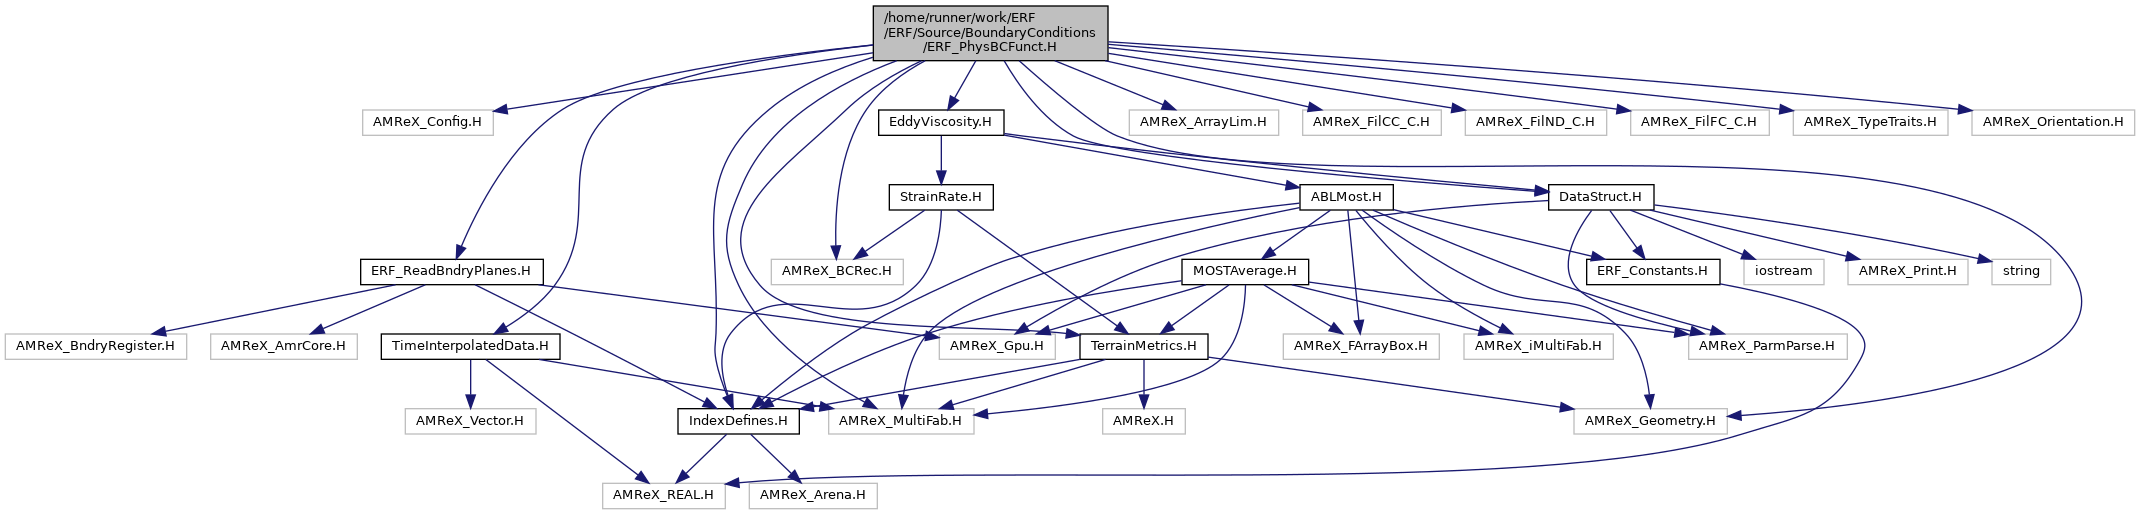 /home/runner/work/ERF
/ERF/Source/BoundaryConditions
/ERF_PhysBCFunct.H
AMReX_Config.H
EddyViscosity.H
AMReX_ArrayLim.H
AMReX_FilCC_C.H
AMReX_FilND_C.H
AMReX_FilFC_C.H
AMReX_TypeTraits.H
AMReX_Orientation.H
StrainRate.H
ABLMost.H
DataStruct.H
ERF_ReadBndryPlanes.H
AMReX_BCRec.H
MOSTAverage.H
ERF_Constants.H
iostream
AMReX_Print.H
string
AMReX_BndryRegister.H
AMReX_AmrCore.H
TimeInterpolatedData.H
AMReX_Gpu.H
TerrainMetrics.H
AMReX_FArrayBox.H
AMReX_iMultiFab.H
AMReX_ParmParse.H
AMReX_Vector.H
IndexDefines.H
AMReX_MultiFab.H
AMReX.H
AMReX_Geometry.H
AMReX_REAL.H
AMReX_Arena.H